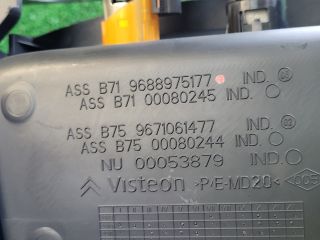 ASS B71 9688975177 IND.
ASS B71 00080245 IND.
ASS B75 9671061477 IND.
ASS B75 00080244 IND.
NU 00053879 IND.
Visteon >P/E-MD20<